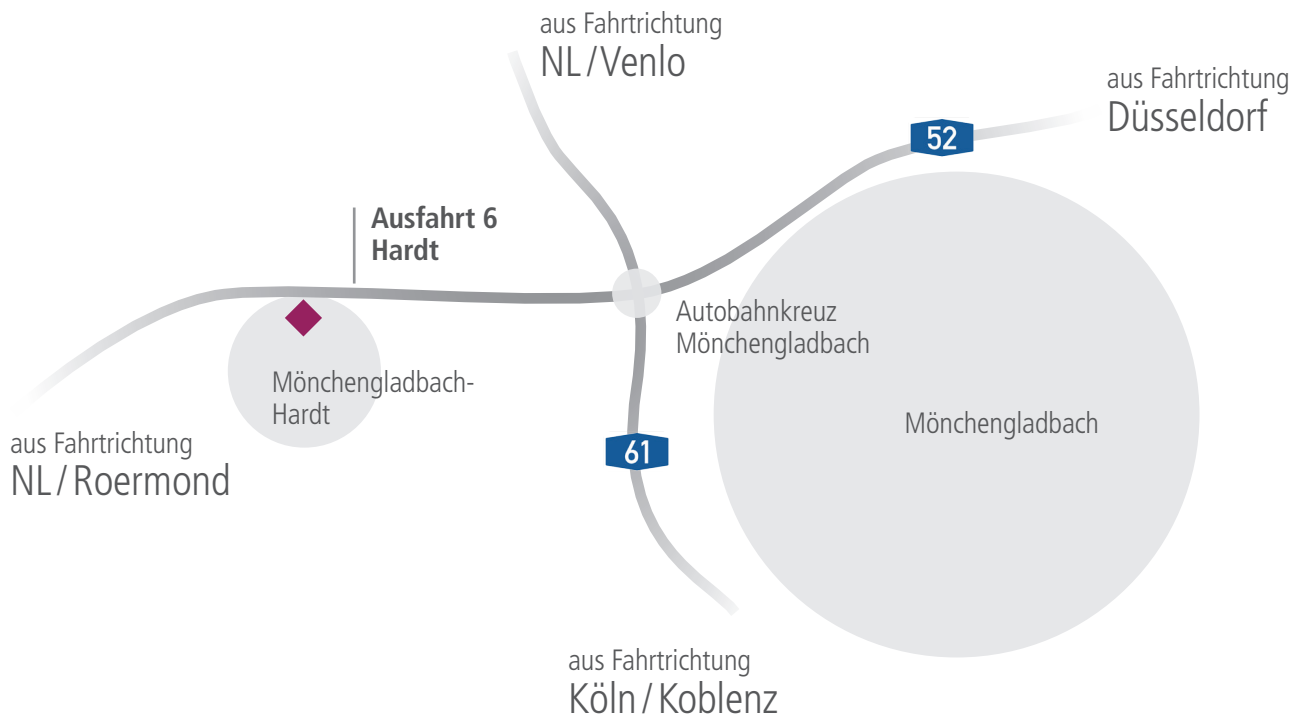 aus Fahrtrichtung
NL/Venlo
aus Fahrtrichtung
Düsseldorf
52
Ausfahrt 6
Hardt
Autobahnkreuz
Mönchengladbach
Mönchengladbach-
Hardt
Mönchengladbach
aus Fahrtrichtung
NL/Roermond
61
aus Fahrtrichtung
Köln/Koblenz